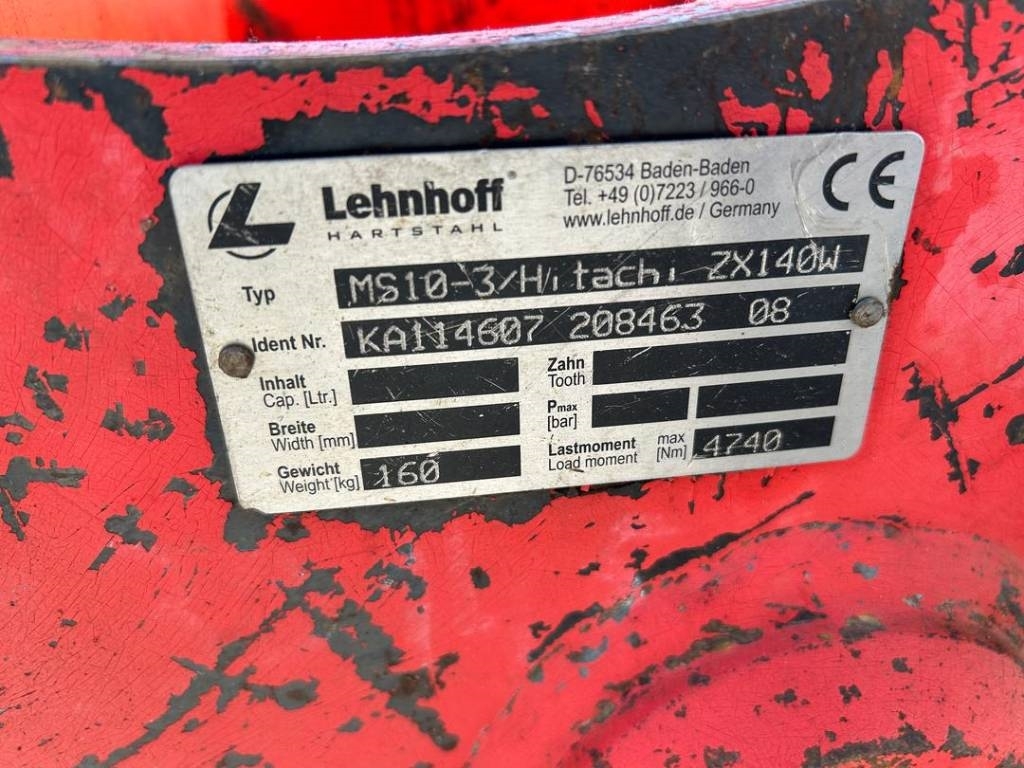 Lehnhoff
HARTSTAHL
D-76534 Baden-Baden
Tel. +49 (0)7223 / 966-0
www.lehnhoff.de / Germany
CE
Typ MS10-3/Hitachi ZX140W
Ident Nr. KA114607 208463 08
Inhalt
Cap. [Ltr.]
Zahn
Tooth
Breite
Width [mm]
Pmax
[bar]
Gewicht
Weight [kg] 160
Lastmoment max
Load moment [Nm] 4740